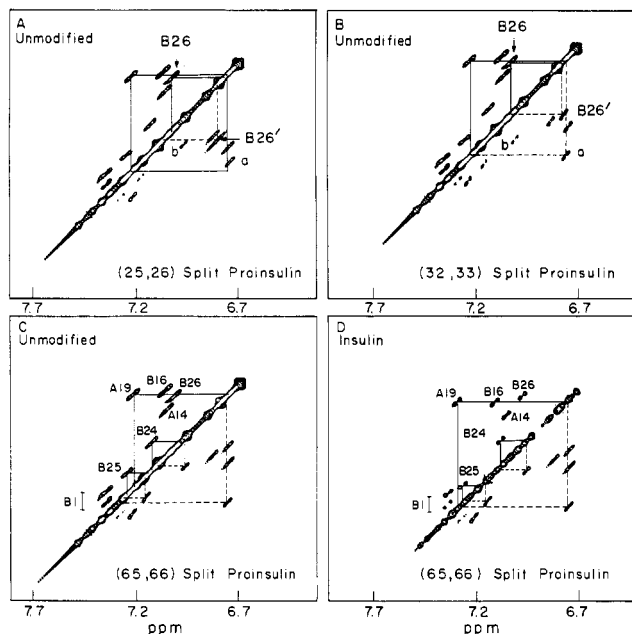 A
Unmodified
B26
B26′
b
a
(25,26) Split Proinsulin
7.7 7.2 6.7
B
Unmodified
B26
B26′
b
a
(32,33) Split Proinsulin
7.7 7.2 6.7
C
Unmodified
A19 B16 B26
A14
B24
B25
B1
(65,66) Split Proinsulin
7.7 7.2 6.7
ppm
D
Insulin
A19 B16 B26
A14
B24
B25
B1
(65,66) Split Proinsulin
7.7 7.2 6.7
ppm